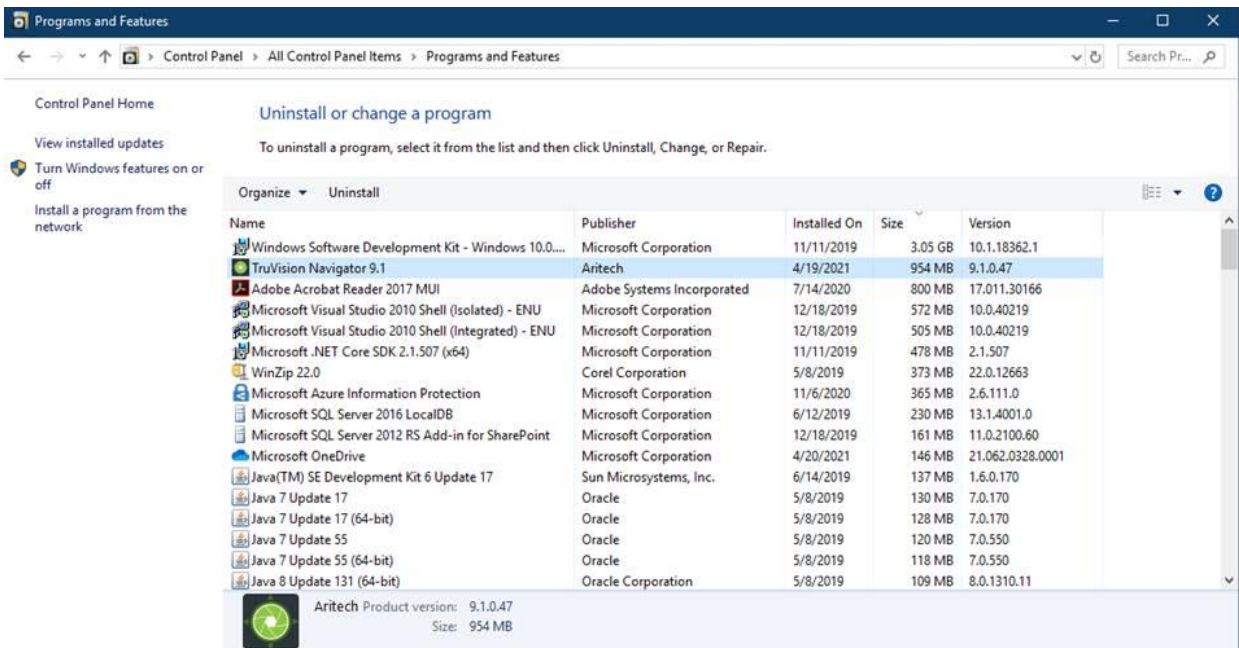 Programs and Features
Control Panel > All Control Panel Items > Programs and Features
Search Pr...
Control Panel Home
View installed updates
Turn Windows features on or
off
Install a program from the
network
Uninstall or change a program
To uninstall a program, select it from the list and then click Uninstall, Change, or Repair.
Organize Uninstall
Name Publisher Installed On Size Version
Windows Software Development Kit - Windows 10.0.... Microsoft Corporation 11/11/2019 3.05 GB 10.1.18362.1
TruVision Navigator 9.1 Aritech 4/19/2021 954 MB 9.1.0.47
Adobe Acrobat Reader 2017 MUI Adobe Systems Incorporated 7/14/2020 800 MB 17.011.30166
Microsoft Visual Studio 2010 Shell (Isolated) - ENU Microsoft Corporation 12/18/2019 572 MB 10.0.40219
Microsoft Visual Studio 2010 Shell (Integrated) - ENU Microsoft Corporation 12/18/2019 505 MB 10.0.40219
Microsoft .NET Core SDK 2.1.507 (x64) Microsoft Corporation 11/11/2019 478 MB 2.1.507
WinZip 22.0 Corel Corporation 5/8/2019 373 MB 22.0.12663
Microsoft Azure Information Protection Microsoft Corporation 11/6/2020 365 MB 2.6.111.0
Microsoft SQL Server 2016 LocalDB Microsoft Corporation 6/12/2019 230 MB 13.1.4001.0
Microsoft SQL Server 2012 RS Add-in for SharePoint Microsoft Corporation 12/18/2019 161 MB 11.0.2100.60
Microsoft OneDrive Microsoft Corporation 4/20/2021 146 MB 21.062.0328.0001
Java(TM) SE Development Kit 6 Update 17 Sun Microsystems, Inc. 6/14/2019 137 MB 1.6.0.170
Java 7 Update 17 Oracle 5/8/2019 130 MB 7.0.170
Java 7 Update 17 (64-bit) Oracle 5/8/2019 128 MB 7.0.170
Java 7 Update 55 Oracle 5/8/2019 120 MB 7.0.550
Java 7 Update 55 (64-bit) Oracle 5/8/2019 118 MB 7.0.550
Java 8 Update 131 (64-bit) Oracle Corporation 5/8/2019 109 MB 8.0.1310.11
Aritech Product version: 9.1.0.47
Size: 954 MB